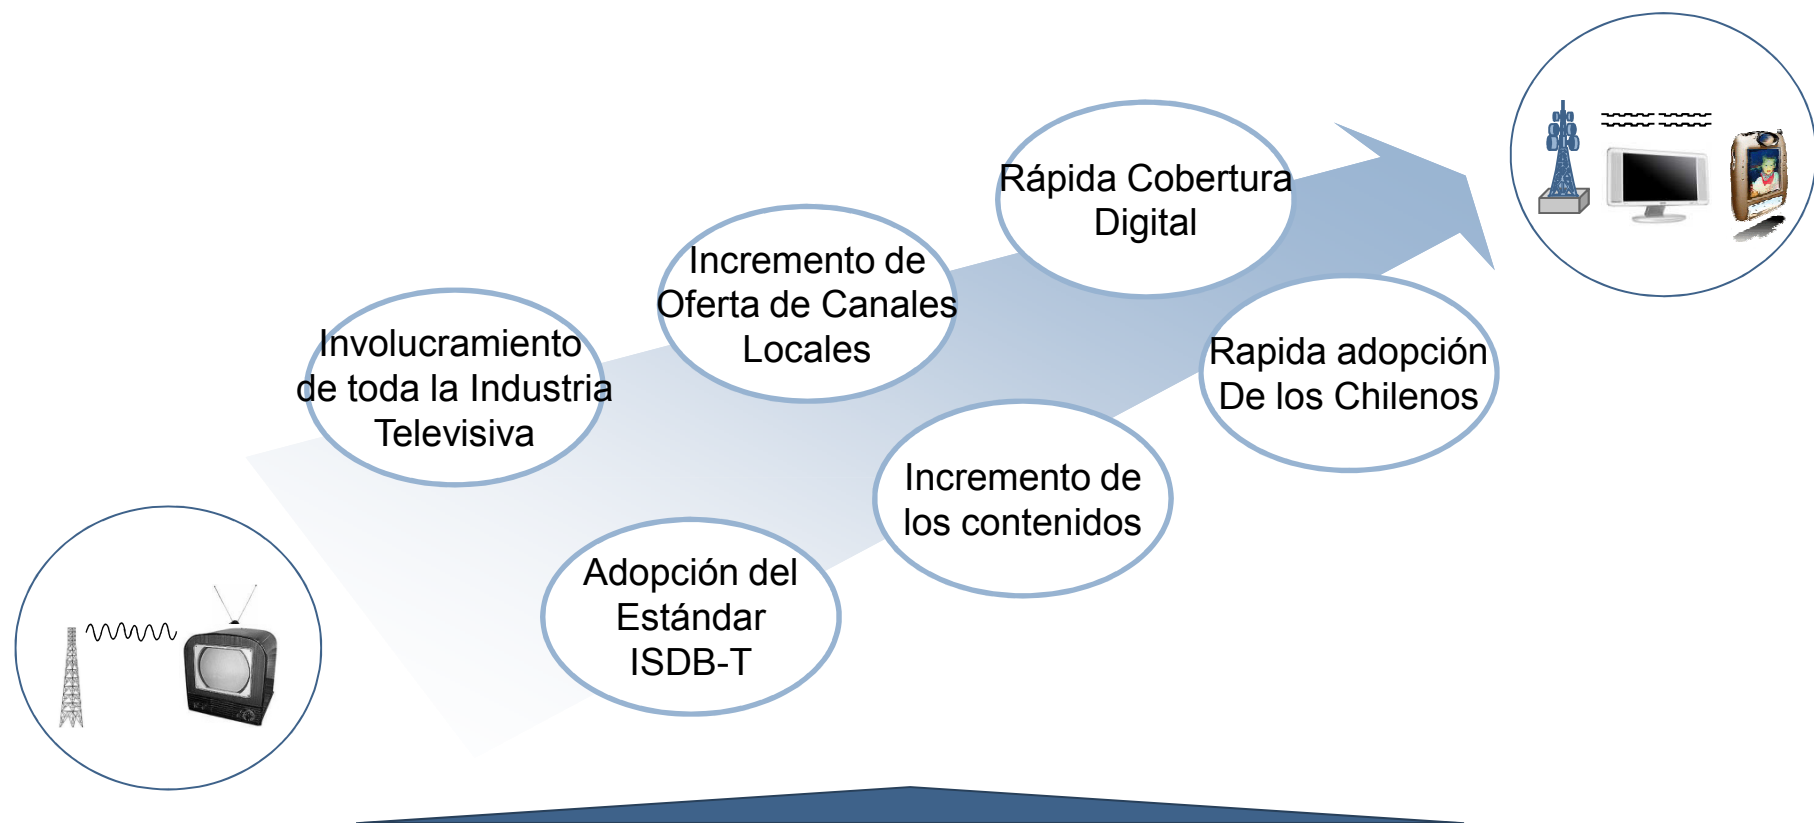 Rápida Cobertura
Digital
Incremento de
Oferta de Canales
Locales
Involucramiento
de toda la Industria
Televisiva
Rapida adopción
De los Chilenos
Incremento de
los contenidos
Adopción del
Estándar
ISDB-T